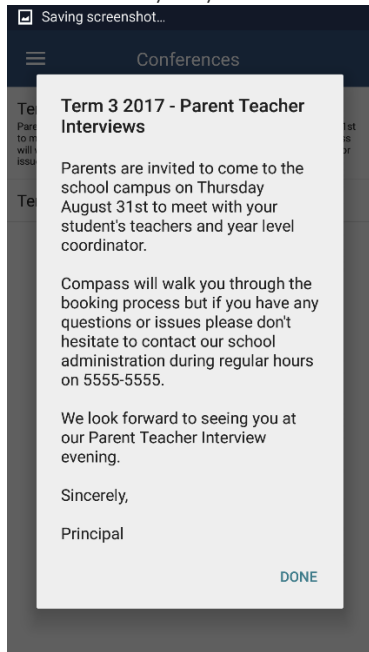 Saving screenshot...
Conferences
Te
Term 3 2017 - Parent Teacher
Interviews
Parents are invited to come to the
school campus on Thursday
August 31st to meet with your
student's teachers and year level
coordinator.
Compass will walk you through the
booking process but if you have any
questions or issues please don't
hesitate to contact our school
administration during regular hours
on 5555-5555.
We look forward to seeing you at
our Parent Teacher Interview
evening.
Sincerely,
Principal
DONE